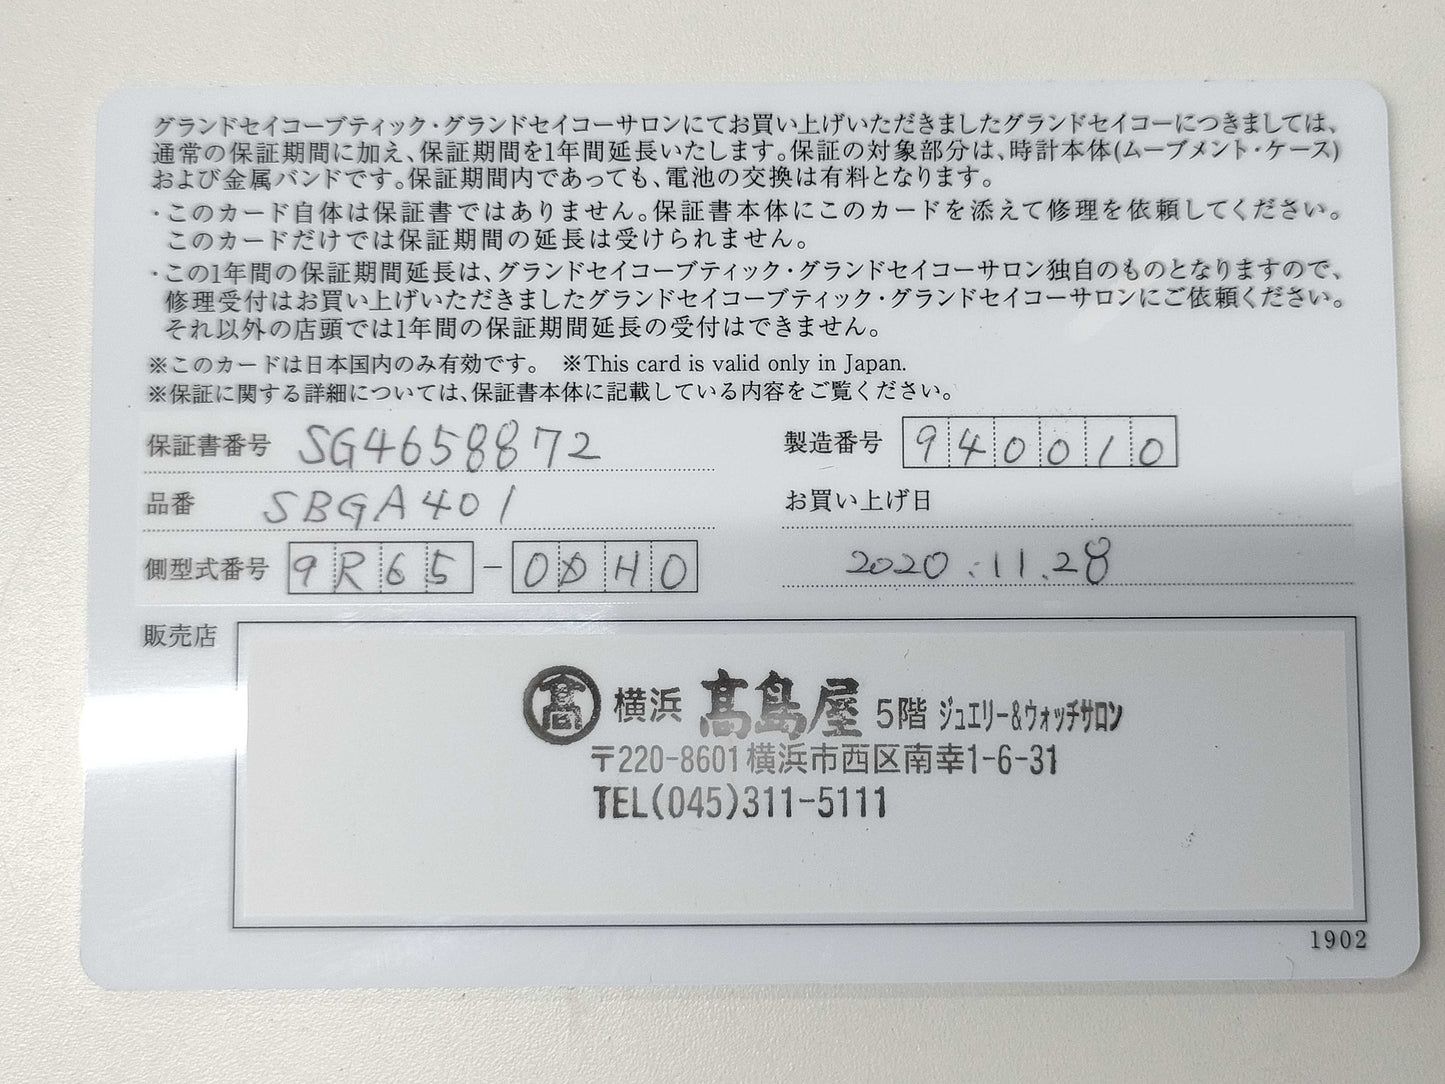 グランドセイコーブティック・グランドセイコーサロンにてお買い上げいただきましたグランドセイコーにつきましては、
通常の保証期間に加え、保証期間を1年間延長いたします。保証の対象部分は、時計本体(ムーブメント・ケース)
および金属バンドです。保証期間内であっても、電池の交換は有料となります。
・このカード自体は保証書ではありません。保証書本体にこのカードを添えて修理を依頼してください。
このカードだけでは保証期間の延長は受けられません。
・この1年間の保証期間延長は、グランドセイコーブティック・グランドセイコーサロン独自のものとなりますので、
修理受付はお買い上げいただきましたグランドセイコーブティック・グランドセイコーサロンにご依頼ください。
それ以外の店頭では1年間の保証期間延長の受付はできません。
※このカードは日本国内のみ有効です。 ※This card is valid only in Japan.
※保証に関する詳細については、保証書本体に記載している内容をご覧ください。
保証書番号 SG4658872 製造番号 940010
品番 SBGA401 お買い上げ日
側型式番号 9R65-0DH0 2020.11.28
販売店
髙 横浜 髙島屋 5階 ジュエリー&ウォッチサロン
〒220-8601 横浜市西区南幸1-6-31
TEL(045)311-5111
1902